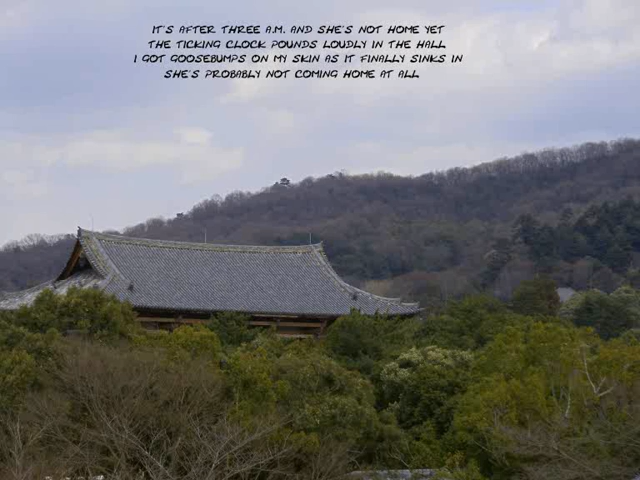 IT'S AFTER THREE A.M. AND SHE'S NOT HOME YET
THE TICKING CLOCK POUNDS LOUDLY IN THE HALL
I GOT GOOSEBUMPS ON MY SKIN AS IT FINALLY SINKS IN
SHE'S PROBABLY NOT COMING HOME AT ALL